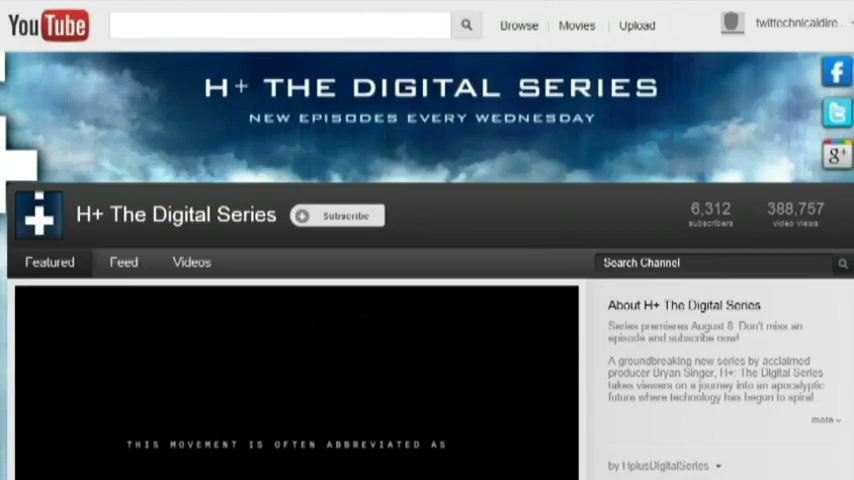 YouTube
Browse
Movies
Upload
twittechnicaldire...
H+ THE DIGITAL SERIES
NEW EPISODES EVERY WEDNESDAY
H+ The Digital Series
Subscribe
6,312
subscribers
388,757
video views
Featured
Feed
Videos
Search Channel
THIS MOVEMENT IS OFTEN ABBREVIATED AS
About H+ The Digital Series
Series premieres August 8. Don't miss an
episode and subscribe now!
A groundbreaking new series by acclaimed
producer Bryan Singer, H+: The Digital Series
takes viewers on a journey into an apocalyptic
future where technology has begun to spiral
more
by HplusDigitalSeries
f
t
g+